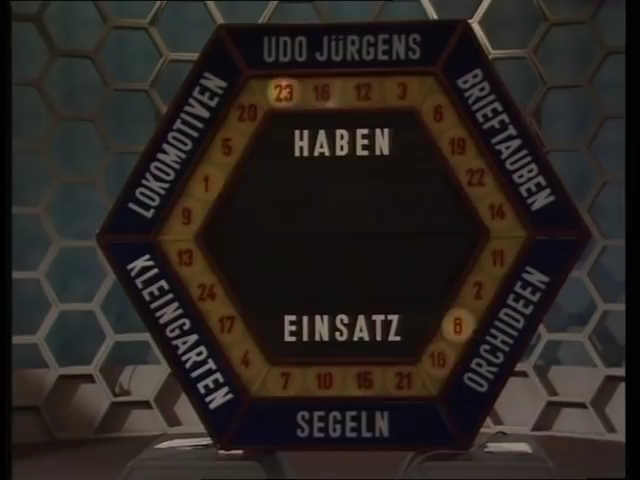 UDO JÜRGENS
BRIEFTAUBEN
ORCHIDEEN
SEGELN
KLEINGARTEN
LOKOMOTIVEN
23 16 12 3
6
19
22
14
11
2
8
18
21
15
10
7
4
17
24
13
9
1
5
20
HABEN
EINSATZ